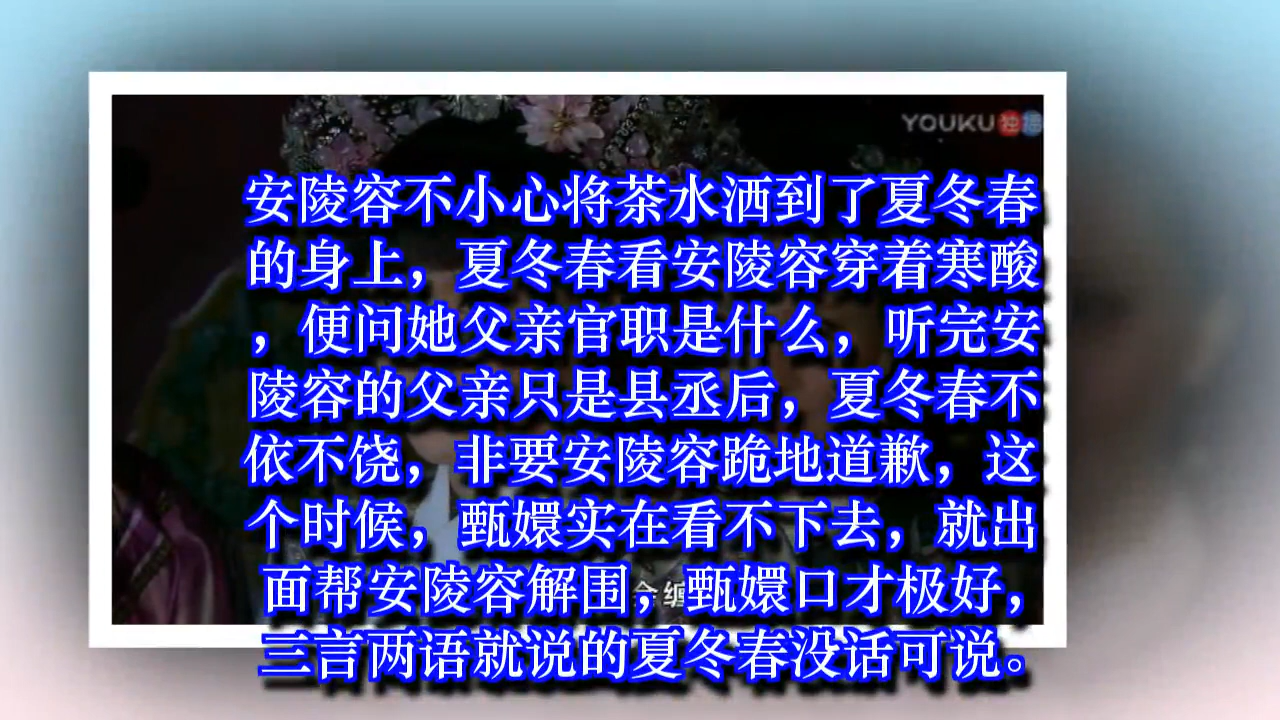 YOUKU 独播
安陵容不小心将茶水洒到了夏冬春
的身上，夏冬春看安陵容穿着寒酸
，便问她父亲官职是什么，听完安
陵容的父亲只是县丞后，夏冬春不
依不饶，非要安陵容跪地道歉，这
个时候，甄嬛实在看不下去，就出
面帮安陵容解围，甄嬛口才极好，
三言两语就说的夏冬春没话可说。